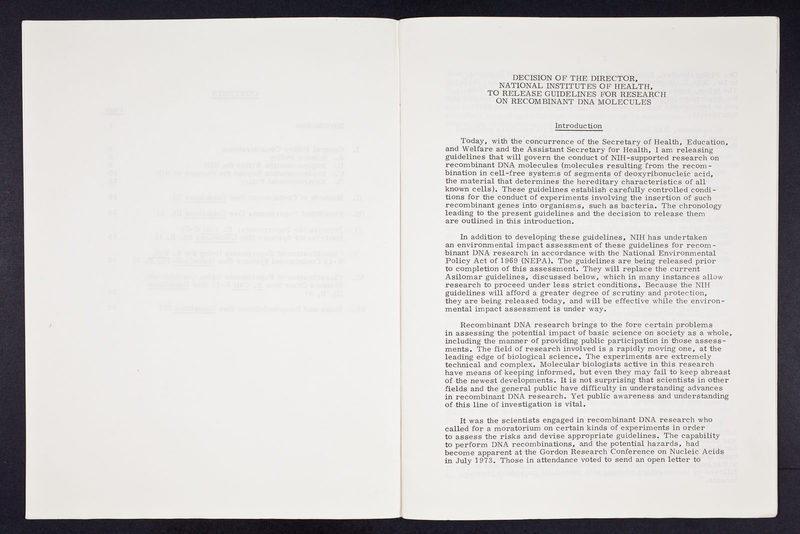 DECISION OF THE DIRECTOR,
NATIONAL INSTITUTES OF HEALTH,
TO RELEASE GUIDELINES FOR RESEARCH
ON RECOMBINANT DNA MOLECULES
Introduction
Today, with the concurrence of the Secretary of Health, Education,
and Welfare and the Assistant Secretary for Health, I am releasing
guidelines that will govern the conduct of NIH-supported research on
recombinant DNA molecules (molecules resulting from the recom-
bination in cell-free systems of segments of deoxyribonucleic acid,
the material that determines the hereditary characteristics of all
known cells). These guidelines establish carefully controlled condi-
tions for the conduct of experiments involving the insertion of such
recombinant genes into organisms, such as bacteria. The chronology
leading to the present guidelines and the decision to release them
are outlined in this introduction.
In addition to developing these guidelines, NIH has undertaken
an environmental impact assessment of these guidelines for recom-
binant DNA research in accordance with the National Environmental
Policy Act of 1969 (NEPA). The guidelines are being released prior
to completion of this assessment. They will replace the current
Asilomar guidelines, discussed below, which in many instances allow
research to proceed under less strict conditions. Because the NIH
guidelines will afford a greater degree of scrutiny and protection,
they are being released today, and will be effective while the environ-
mental impact assessment is under way.
Recombinant DNA research brings to the fore certain problems
in assessing the potential impact of basic science on society as a whole,
including the manner of providing public participation in those assess-
ments. The field of research involved is a rapidly moving one, at the
leading edge of biological science. The experiments are extremely
technical and complex. Molecular biologists active in this research
have means of keeping informed, but even they may fail to keep abreast
of the newest developments. It is not surprising that scientists in other
fields and the general public have difficulty in understanding advances
in recombinant DNA research. Yet public awareness and understanding
of this line of investigation is vital.
It was the scientists engaged in recombinant DNA research who
called for a moratorium on certain kinds of experiments in order
to assess the risks and devise appropriate guidelines. The capability
to perform DNA recombinations, and the potential hazards, had
become apparent at the Gordon Research Conference on Nucleic Acids
in July 1973. Those in attendance voted to send an open letter to